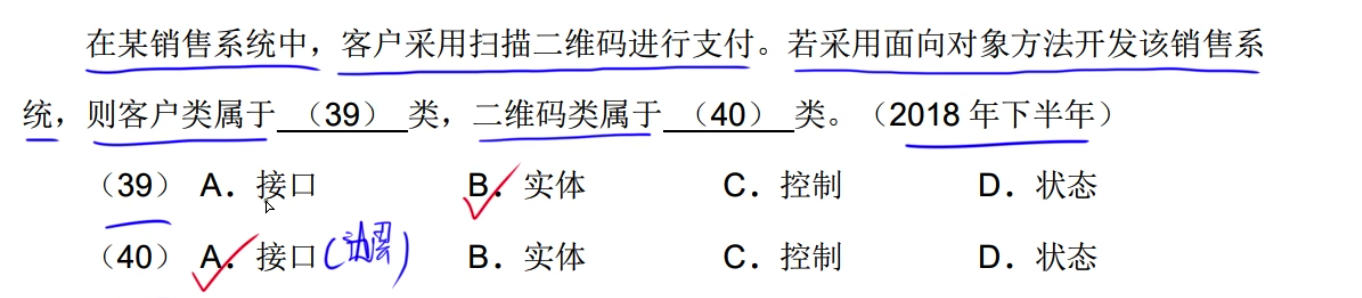 在某销售系统中，客户采用扫描二维码进行支付。若采用面向对象方法开发该销售系
统，则客户类属于（39）类，二维码类属于（40）类。（2018 年下半年）
（39） A．接口 B．实体 C．控制 D．状态
（40） A．接口（边界） B．实体 C．控制 D．状态